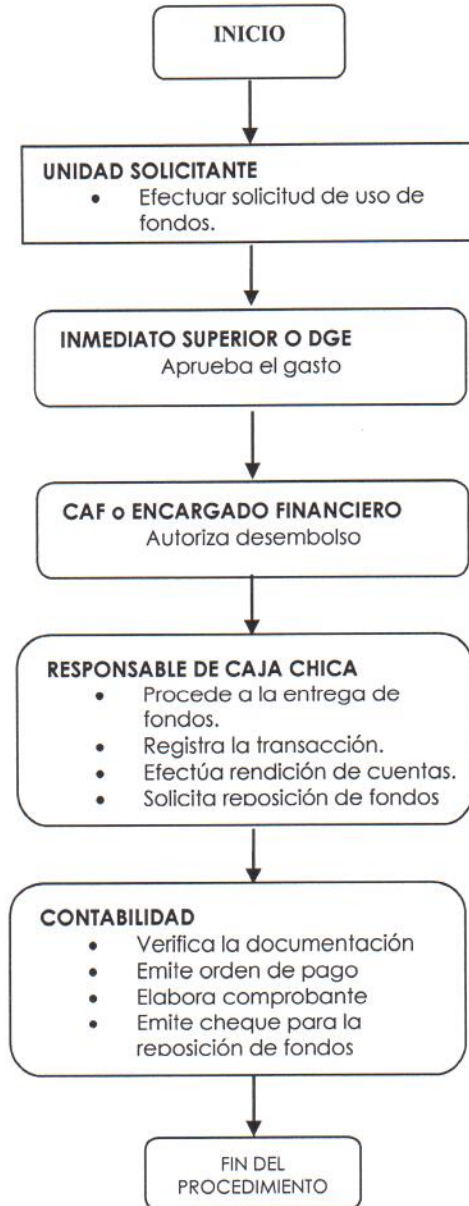 INICIO
UNIDAD SOLICITANTE
• Efectuar solicitud de uso de
fondos.
INMEDIATO SUPERIOR O DGE
Aprueba el gasto
CAF o ENCARGADO FINANCIERO
Autoriza desembolso
RESPONSABLE DE CAJA CHICA
• Procede a la entrega de
fondos.
• Registra la transacción.
• Efectúa rendición de cuentas.
• Solicita reposición de fondos
CONTABILIDAD
• Verifica la documentación
• Emite orden de pago
• Elabora comprobante
• Emite cheque para la
reposición de fondos
FIN DEL
PROCEDIMIENTO